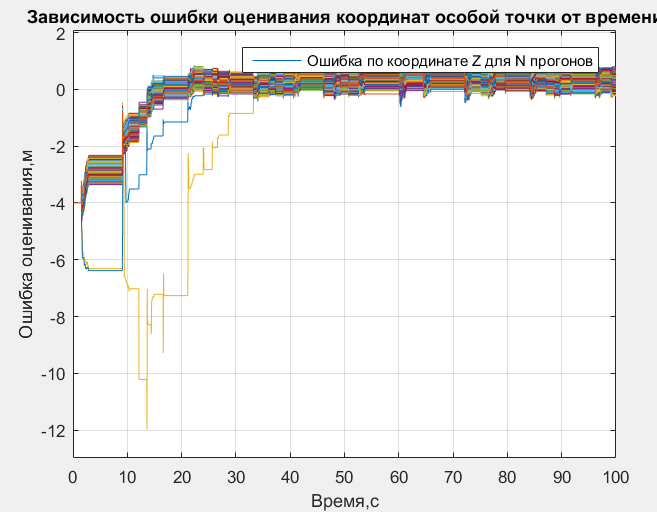 Зависимость ошибки оценивания координат особой точки от времени
Ошибка по координате Z для N прогонов
Ошибка оценивания,м
2
0
-2
-4
-6
-8
-10
-12
0 10 20 30 40 50 60 70 80 90 100
Время,с